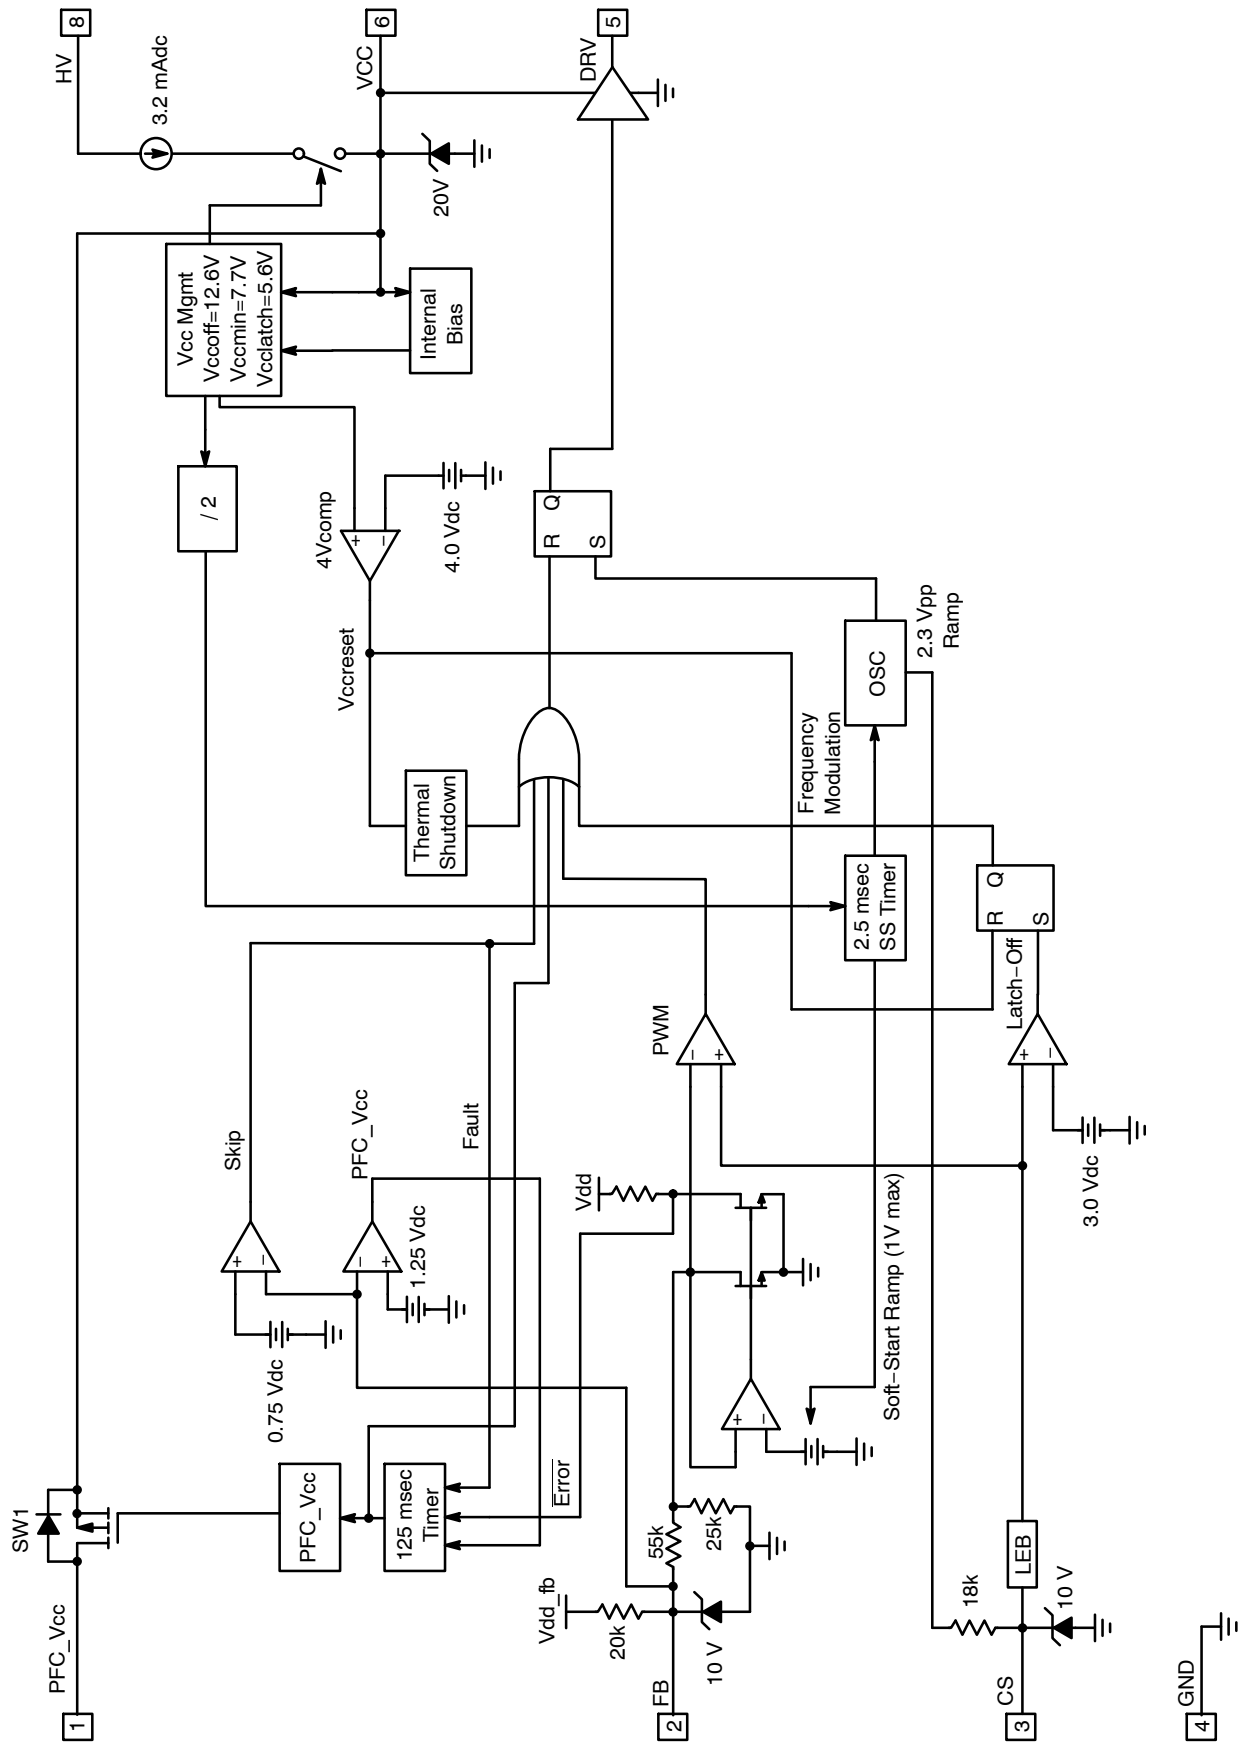 PFC_Vcc
1
SW1
PFC_Vcc
125 msec
Timer
0.75 Vdc
+
−
Skip
−
+
PFC_Vcc
1.25 Vdc
Fault
Error
Vccreset
Thermal
Shutdown
4Vcomp
+
−
4.0 Vdc
/ 2
Vcc Mgmt
Vccoff=12.6V
Vccmin=7.7V
Vcclatch=5.6V
Internal
Bias
HV
8
3.2 mAdc
VCC
6
20V
DRV
5
R
Q
S
FB
2
Vdd_fb
20k
10 V
55k
25k
Vdd
+
−
PWM
−
+
Soft−Start Ramp (1V max)
2.5 msec
SS Timer
Frequency
Modulation
OSC
2.3 Vpp
Ramp
CS
3
18k
10 V
LEB
3.0 Vdc
+
−
Latch−Off
R
Q
S
GND
4